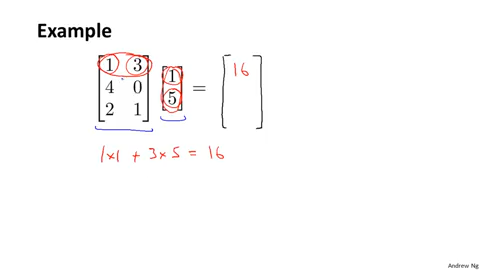 Example
1 3 1 16
4 0 5 =
2 1
1×1 + 3×5 = 16
Andrew Ng